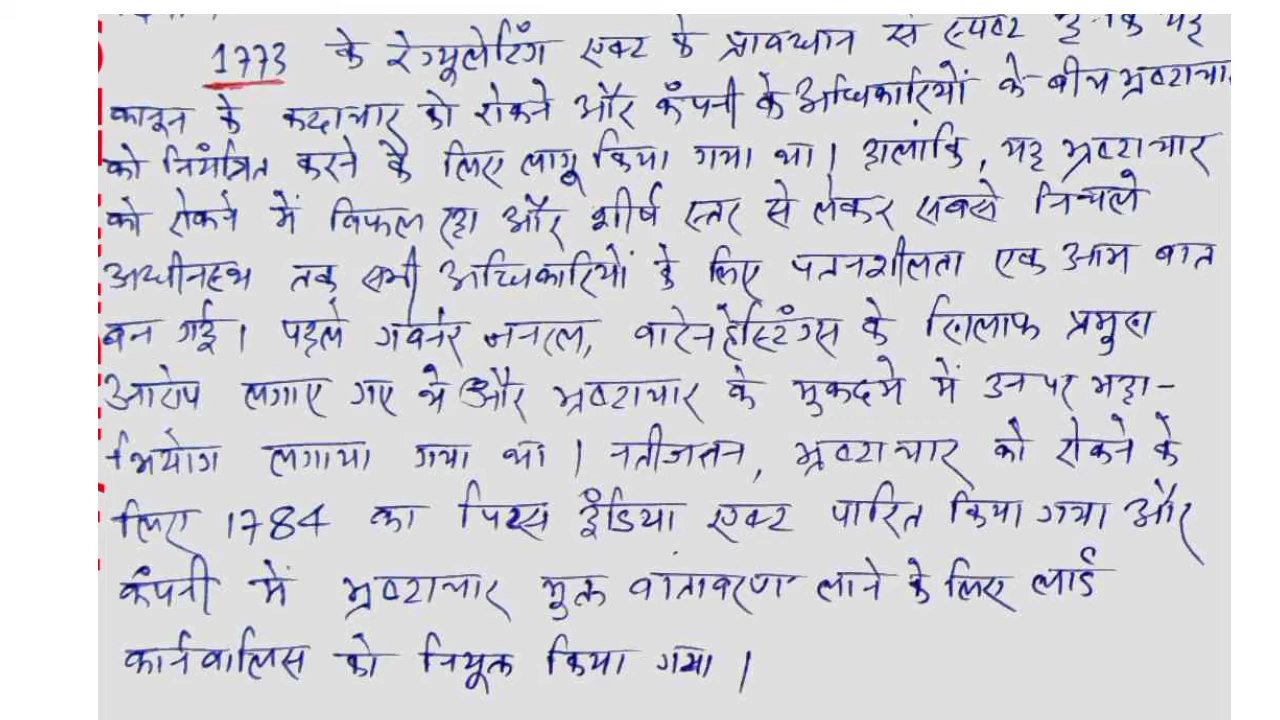 1773 के रेग्युलेटिंग एक्ट के प्रावधान से स्पष्ट है कि यह
कानून के कदाचार को रोकने और कंपनी के अधिकारियों के बीच भ्रष्टाचार
को नियंत्रित करने के लिए लागू किया गया था। हालांकि, यह भ्रष्टाचार
को रोकने में विफल रहा और शीर्ष स्तर से लेकर सबसे निचले
अधीनस्थ तक सभी अधिकारियों के लिए पतनशीलता एक आम बात
बन गई। पहले गवर्नर जनरल, वारेनहेस्टिंग्स के खिलाफ प्रमुख
आरोप लगाए गए थे और भ्रष्टाचार के मुकदमे में उन पर महा-
भियोग लगाया गया था। नतीजतन, भ्रष्टाचार को रोकने के
लिए 1784 का पिट्स इंडिया एक्ट पारित किया गया और
कंपनी में भ्रष्टाचार मुक्त वातावरण लाने के लिए लार्ड
कार्नवालिस को नियुक्त किया गया।